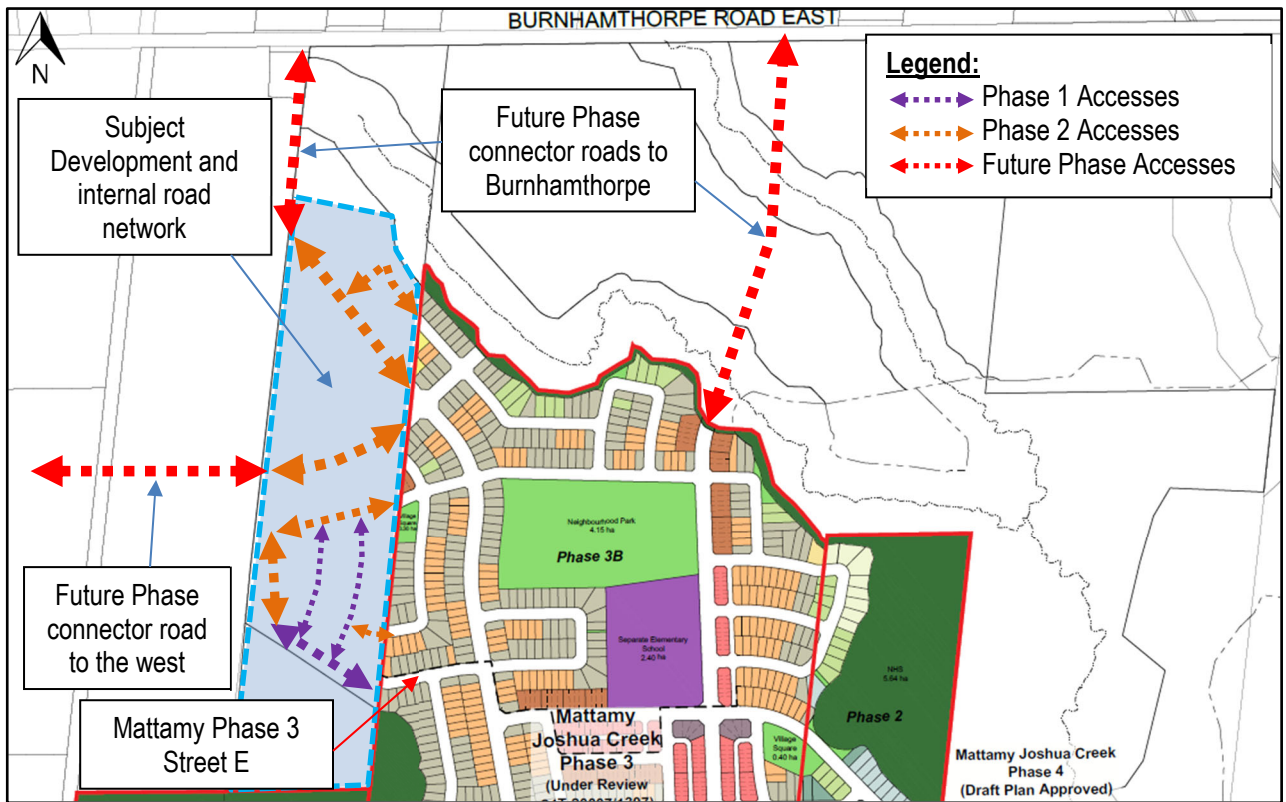 BURNHAMTHORPE ROAD EAST
N
Legend:
Phase 1 Accesses
Phase 2 Accesses
Future Phase Accesses
Subject
Development and
internal road
network
Future Phase
connector roads to
Burnhamthorpe
Future Phase
connector road
to the west
Mattamy Phase 3
Street E
Village
Square
Neighbourhood Park
4.15 ha
Phase 3B
Separate Elementary
School
2.40 ha
NHS
5.64 ha
Phase 2
Village
Square
0.40 ha
Mattamy
Joshua Creek
Phase 3
(Under Review
Mattamy Joshua Creek
Phase 4
(Draft Plan Approved)